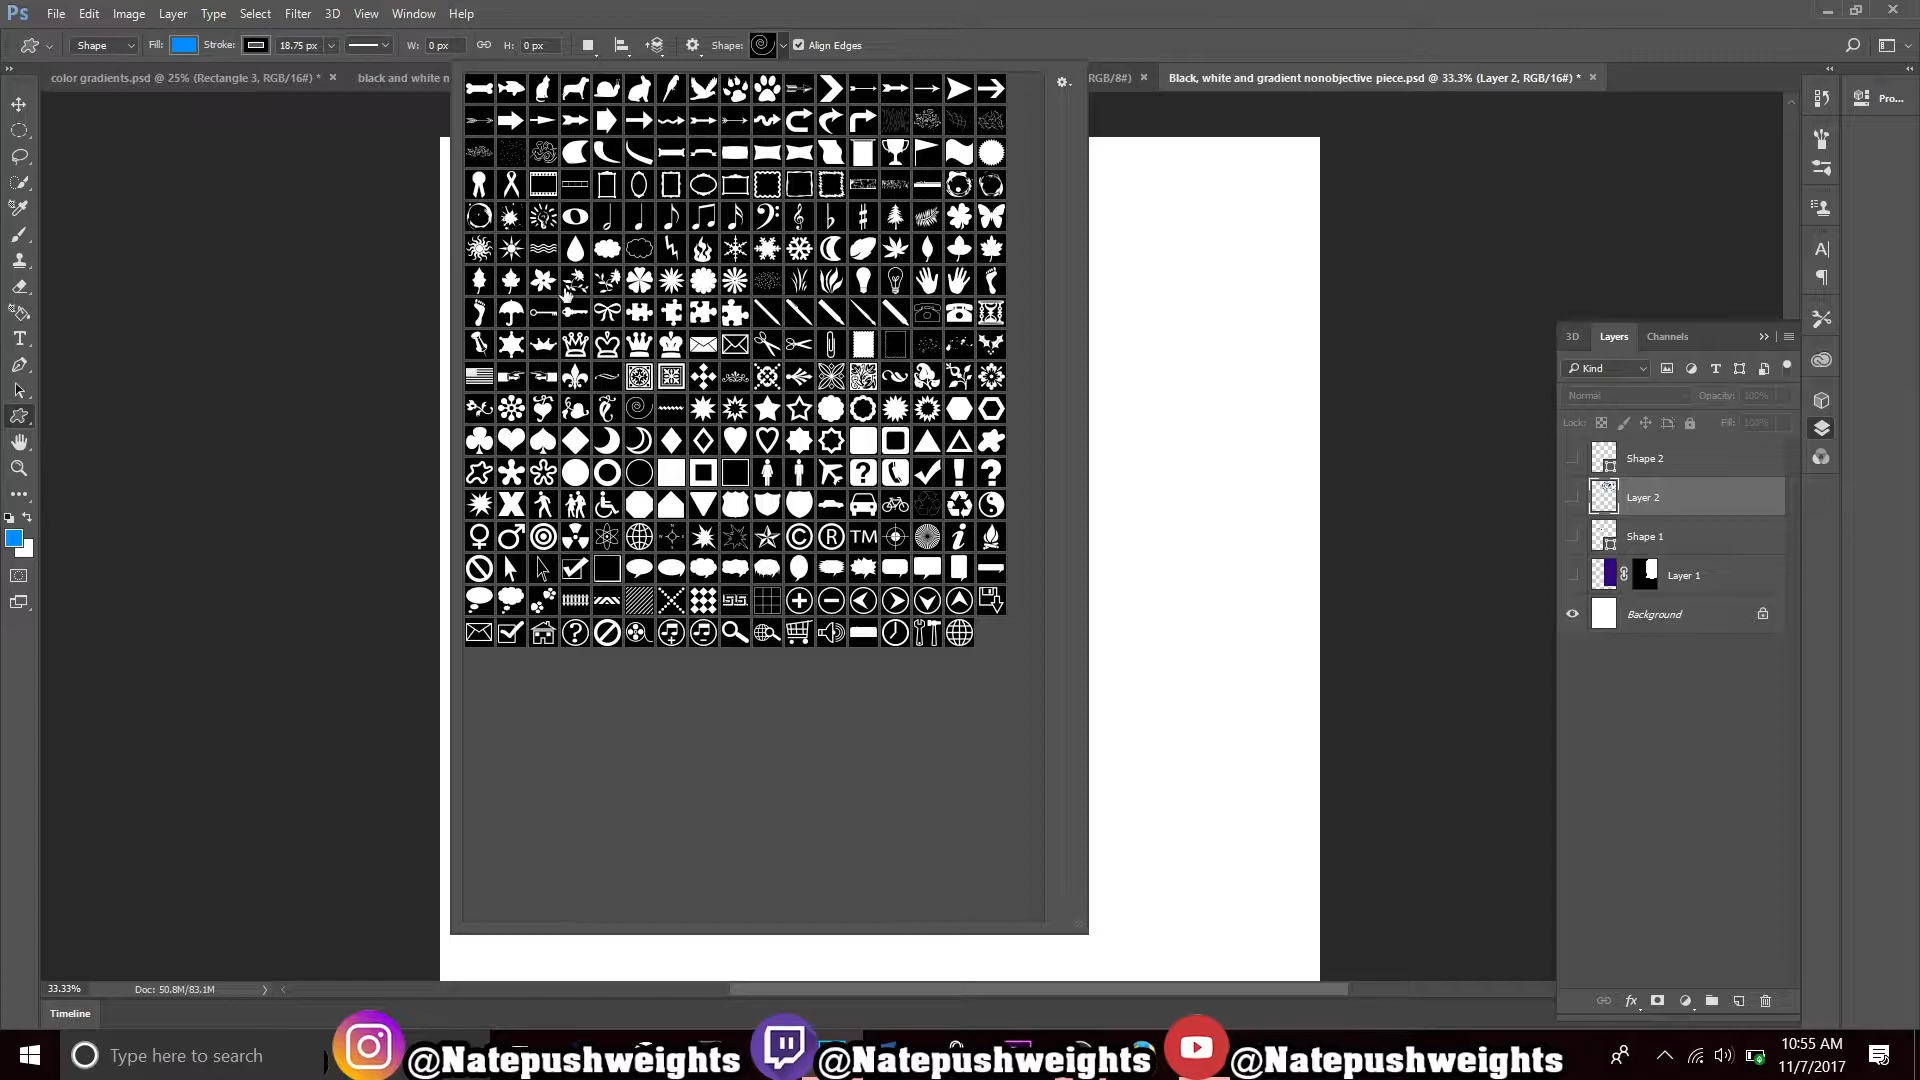 Ps File Edit Image Layer Type Select Filter 3D View Window Help
Shape Fill: Stroke: 18.75 px W: 0 px H: 0 px Shape: Align Edges
color gradients.psd @ 25% (Rectangle 3, RGB/16#) * × black and white n RGB/8#) × Black, white and gradient nonobjective piece.psd @ 33.3% (Layer 2, RGB/16#) * ×
Pro...
3D Layers Channels
Kind
Normal Opacity: 100%
Lock: Fill: 100%
Shape 2
Layer 2
Shape 1
Layer 1
Background
TM
33.33% Doc: 50.8M/83.1M
Timeline
Type here to search
@Natepushweights @Natepushweights @Natepushweights
10:55 AM
11/7/2017